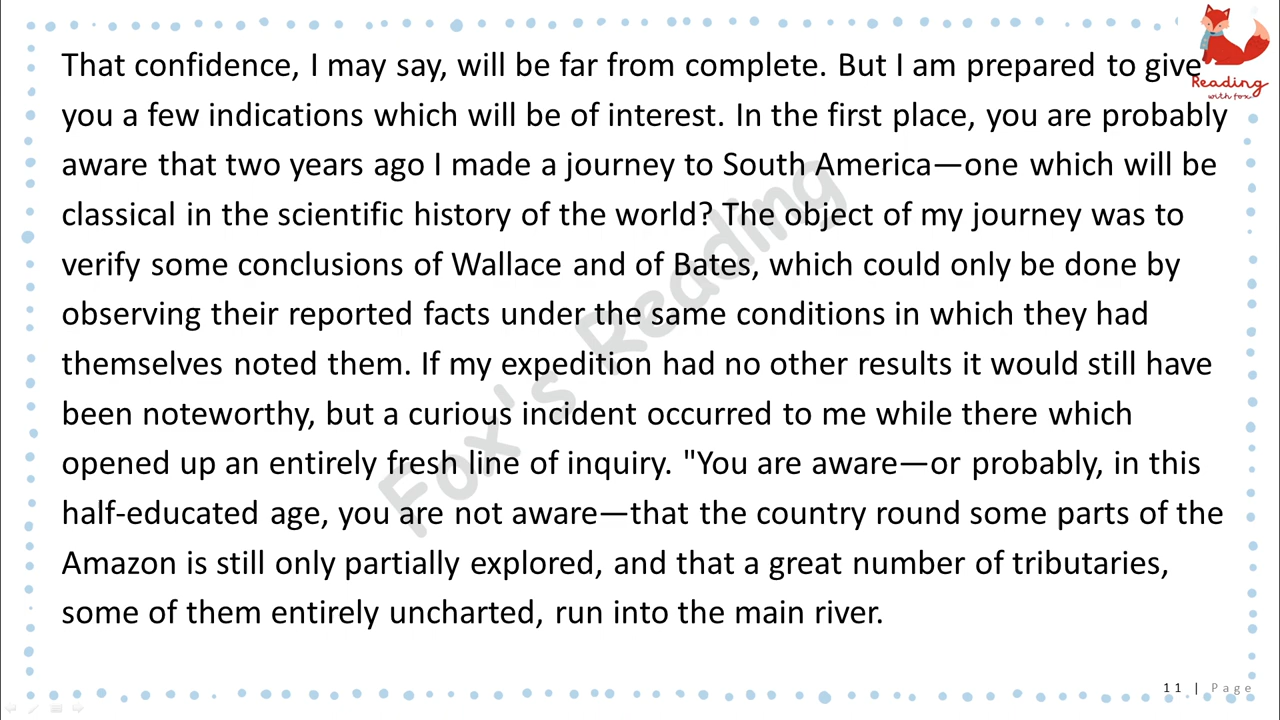 That confidence, I may say, will be far from complete. But I am prepared to give
you a few indications which will be of interest. In the first place, you are probably
aware that two years ago I made a journey to South America—one which will be
classical in the scientific history of the world? The object of my journey was to
verify some conclusions of Wallace and of Bates, which could only be done by
observing their reported facts under the same conditions in which they had
themselves noted them. If my expedition had no other results it would still have
been noteworthy, but a curious incident occurred to me while there which
opened up an entirely fresh line of inquiry. "You are aware—or probably, in this
half-educated age, you are not aware—that the country round some parts of the
Amazon is still only partially explored, and that a great number of tributaries,
some of them entirely uncharted, run into the main river.
Reading
with fox
Fox's Reading
11 | Page